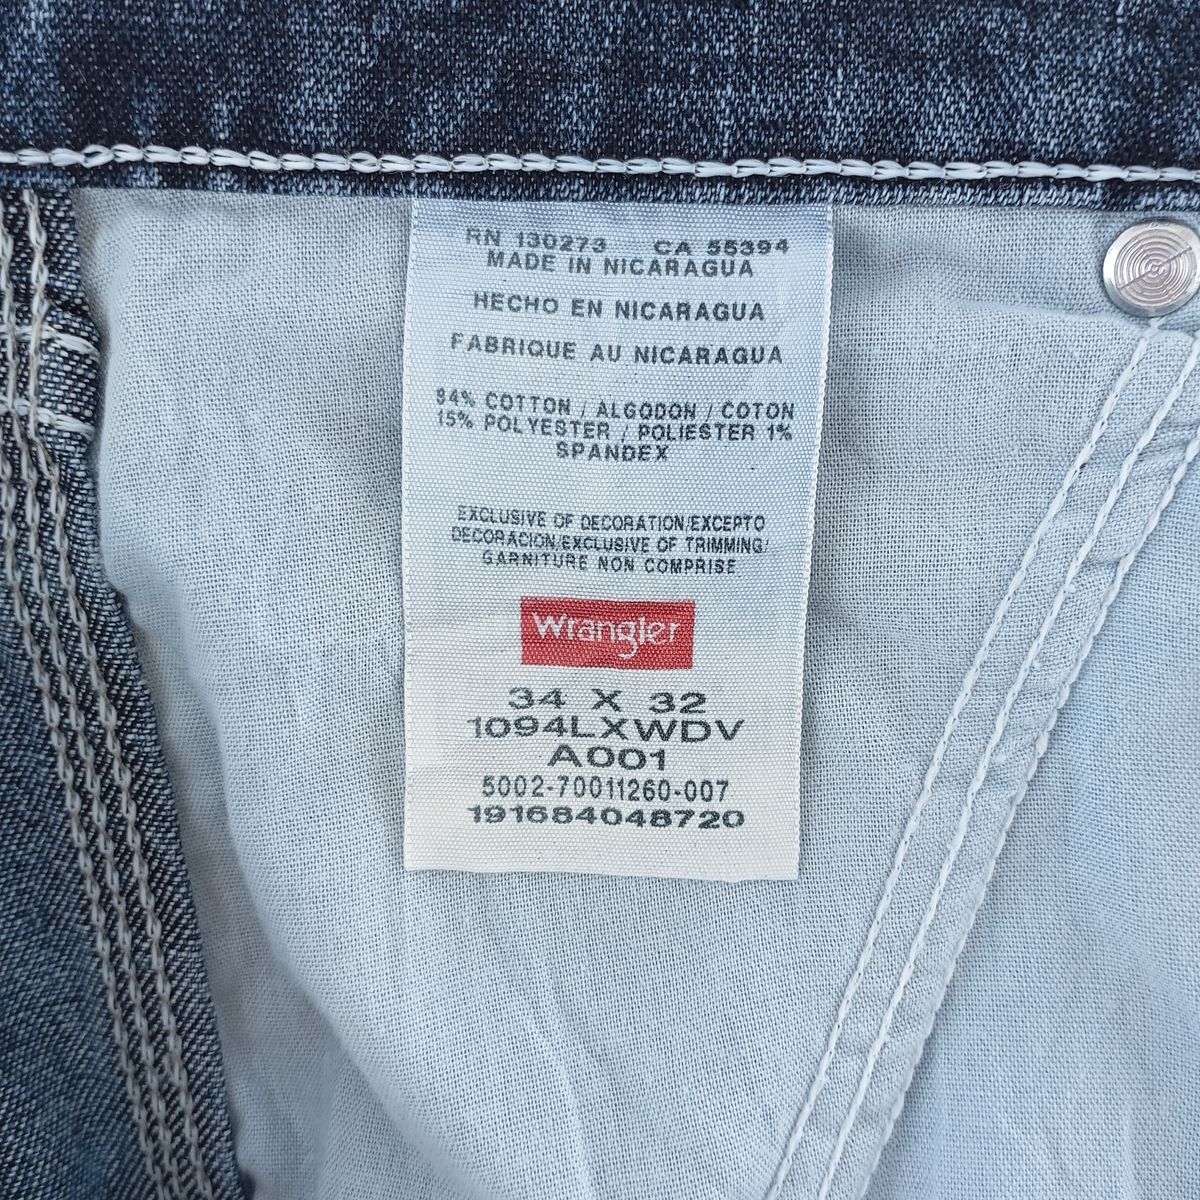 RN 130273 CA 55394
MADE IN NICARAGUA
HECHO EN NICARAGUA
FABRIQUE AU NICARAGUA
84% COTTON / ALGODON / COTON
15% POLYESTER / POLIESTER 1%
SPANDEX
EXCLUSIVE OF DECORATION/EXCEPTO
DECORACION/EXCLUSIVE OF TRIMMING/
GARNITURE NON COMPRISE
Wrangler
34 X 32
1094LXWDV
A001
5002-70011260-007
191684048720